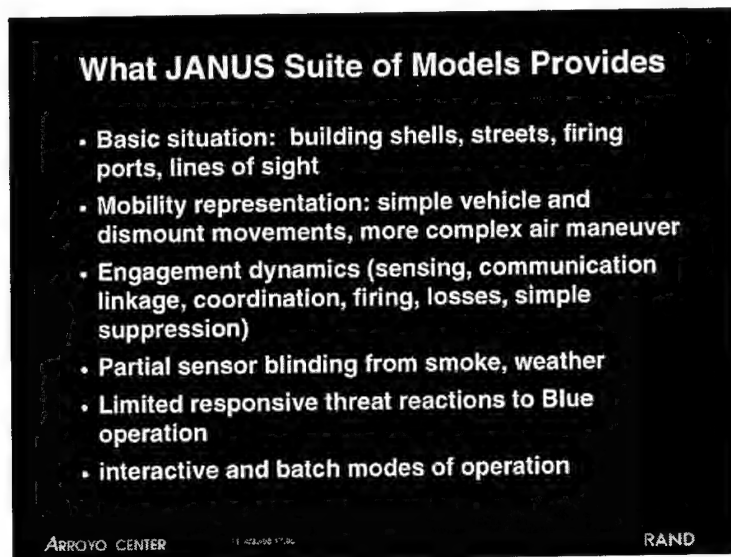 What JANUS Suite of Models Provides
• Basic situation: building shells, streets, firing
ports, lines of sight
• Mobility representation: simple vehicle and
dismount movements, more complex air maneuver
• Engagement dynamics (sensing, communication
linkage, coordination, firing, losses, simple
suppression)
• Partial sensor blinding from smoke, weather
• Limited responsive threat reactions to Blue
operation
• interactive and batch modes of operation
ARROYO CENTER
RAND